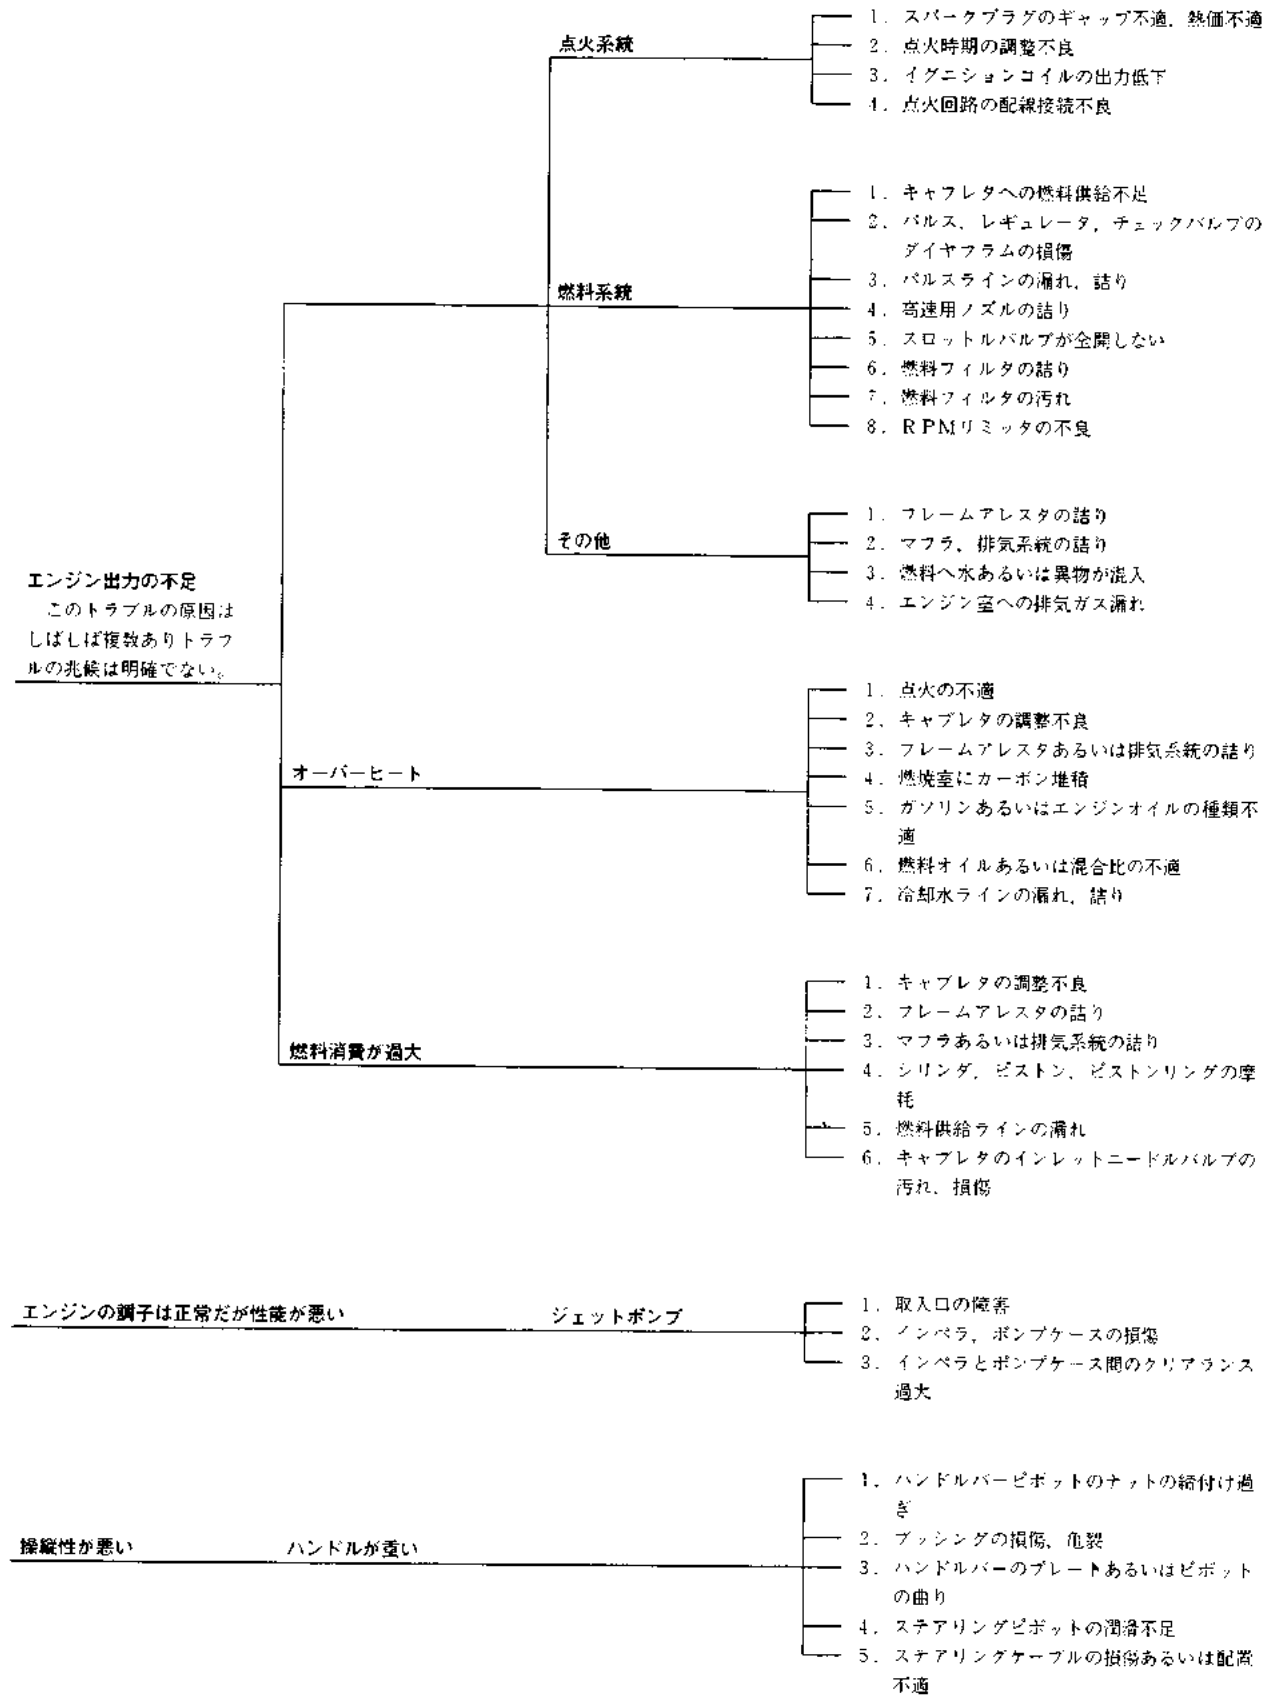 点火系統
1. スパークプラグのギャップ不適、熱価不適
2. 点火時期の調整不良
3. イグニションコイルの出力低下
4. 点火回路の配線接続不良
燃料系統
1. キャブレタへの燃料供給不足
2. パルス、レギュレータ、チェックバルブの
ダイヤフラムの損傷
3. パルスラインの漏れ、詰り
4. 高速用ノズルの詰り
5. スロットルバルブが全開しない
6. 燃料フィルタの詰り
7. 燃料フィルタの汚れ
8. RPMリミッタの不良
その他
1. フレームアレスタの詰り
2. マフラ、排気系統の詰り
3. 燃料へ水あるいは異物が混入
4. エンジン室への排気ガス漏れ
エンジン出力の不足
このトラブルの原因は
しばしば複数ありトラブ
ルの兆候は明確でない。
オーバーヒート
1. 点火の不適
2. キャブレタの調整不良
3. フレームアレスタあるいは排気系統の詰り
4. 燃焼室にカーボン堆積
5. ガソリンあるいはエンジンオイルの種類不
適
6. 燃料オイルあるいは混合比の不適
7. 冷却水ラインの漏れ、詰り
燃料消費が過大
1. キャブレタの調整不良
2. フレームアレスタの詰り
3. マフラあるいは排気系統の詰り
4. シリンダ、ピストン、ピストンリングの摩
耗
5. 燃料供給ラインの漏れ
6. キャブレタのインレットニードルバルブの
汚れ、損傷
エンジンの調子は正常だが性能が悪い
ジェットポンプ
1. 取入口の障害
2. インペラ、ポンプケースの損傷
3. インペラとポンプケース間のクリアランス
過大
操縦性が悪い
ハンドルが重い
1. ハンドルバーピボットのナットの締付け過
ぎ
2. ブッシングの損傷、亀裂
3. ハンドルバーのプレートあるいはピボット
の曲り
4. ステアリングピボットの潤滑不足
5. ステアリングケーブルの損傷あるいは配置
不適